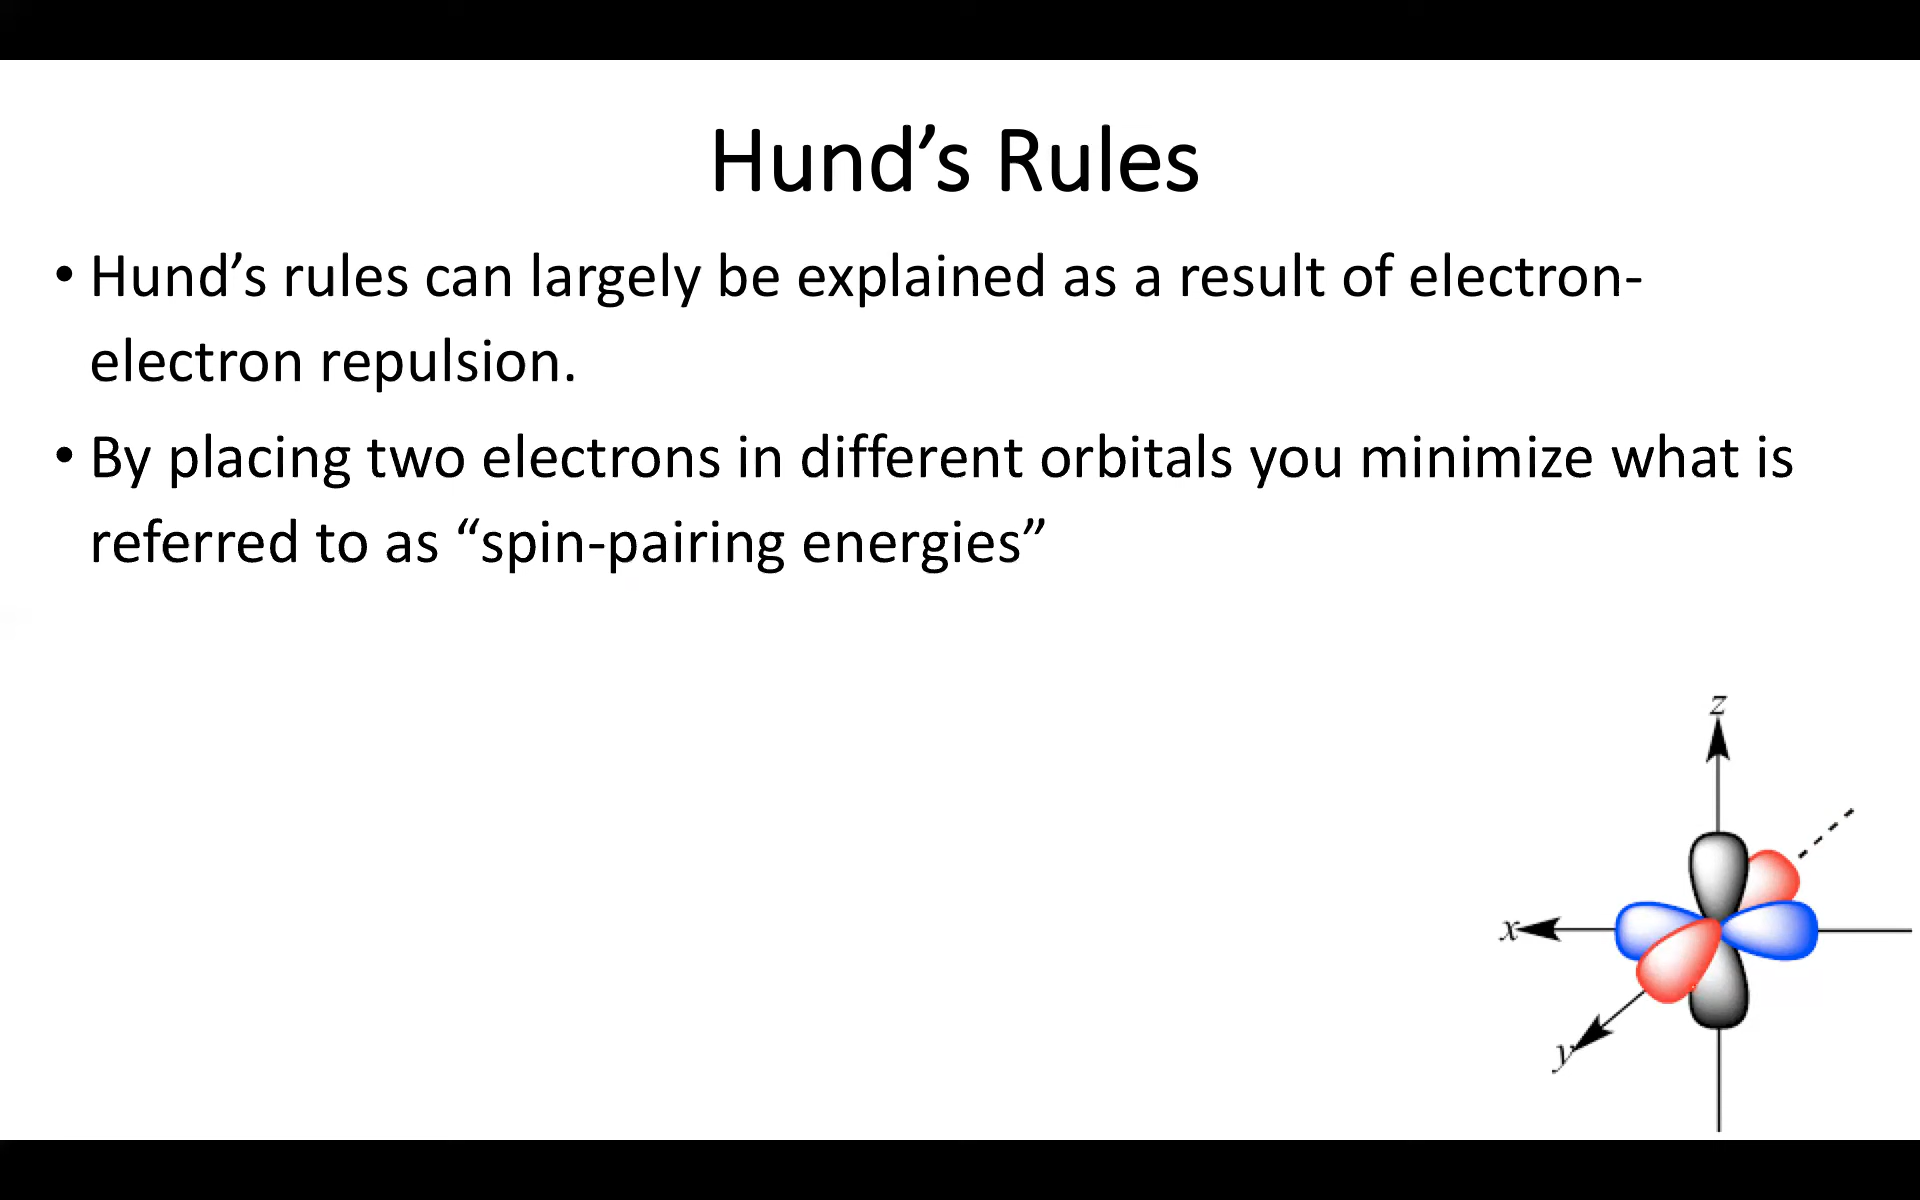 Hund’s Rules
• Hund’s rules can largely be explained as a result of electron-
electron repulsion.
• By placing two electrons in different orbitals you minimize what is
referred to as “spin-pairing energies”
z
x
y